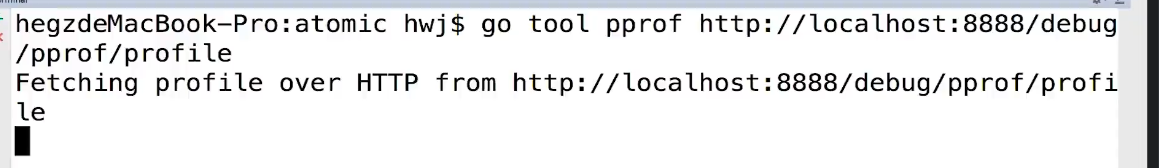 hegzdeMacBook-Pro:atomic hwj$ go tool pprof http://localhost:8888/debug
/pprof/profile
Fetching profile over HTTP from http://localhost:8888/debug/pprof/profi
le